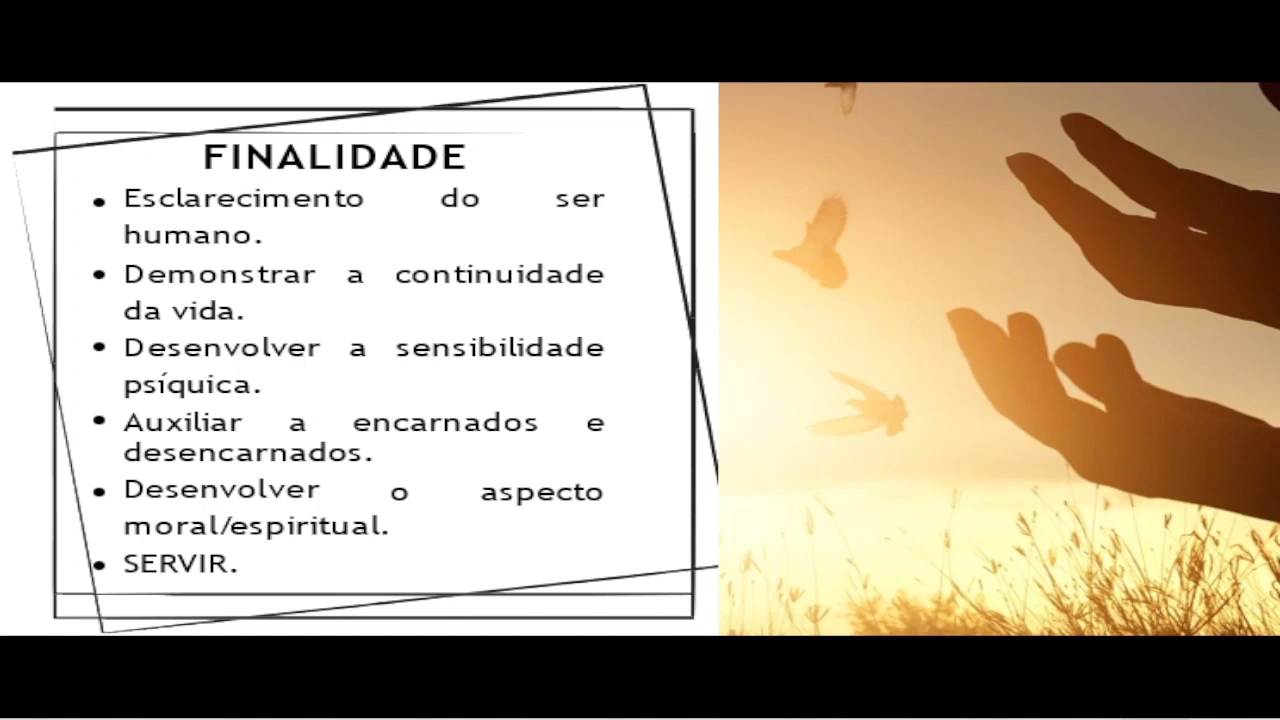 FINALIDADE
• Esclarecimento do ser
humano.
• Demonstrar a continuidade
da vida.
• Desenvolver a sensibilidade
psíquica.
• Auxiliar a encarnados e
desencarnados.
• Desenvolver o aspecto
moral/espiritual.
• SERVIR.